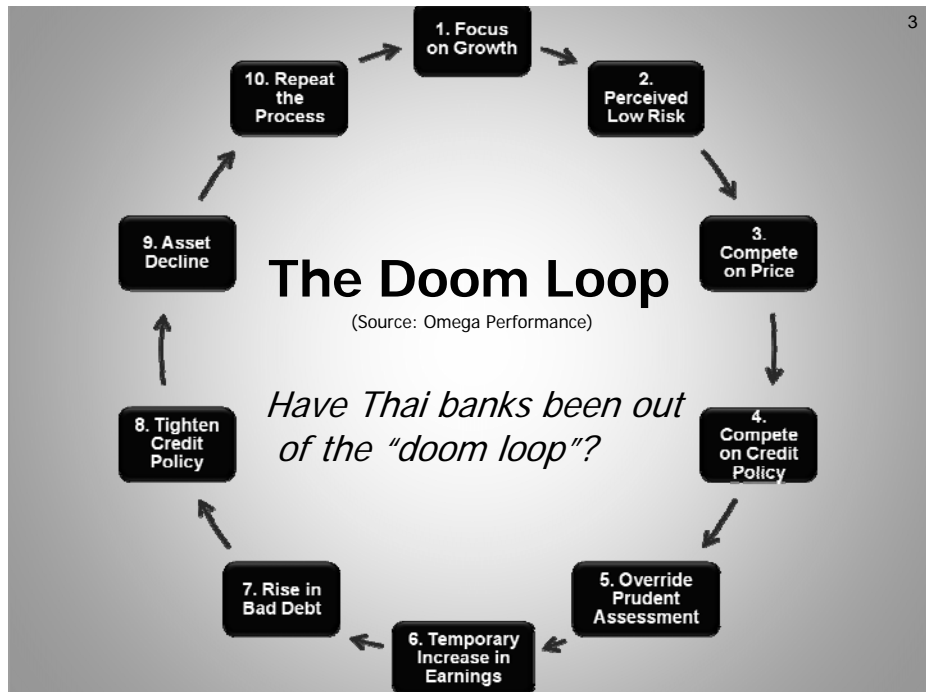 3
1. Focus
on Growth
2.
Perceived
Low Risk
3.
Compete
on Price
4.
Compete
on Credit
Policy
5. Override
Prudent
Assessment
6. Temporary
Increase in
Earnings
7. Rise in
Bad Debt
8. Tighten
Credit
Policy
9. Asset
Decline
10. Repeat
the
Process
The Doom Loop
(Source: Omega Performance)
Have Thai banks been out
of the “doom loop”?